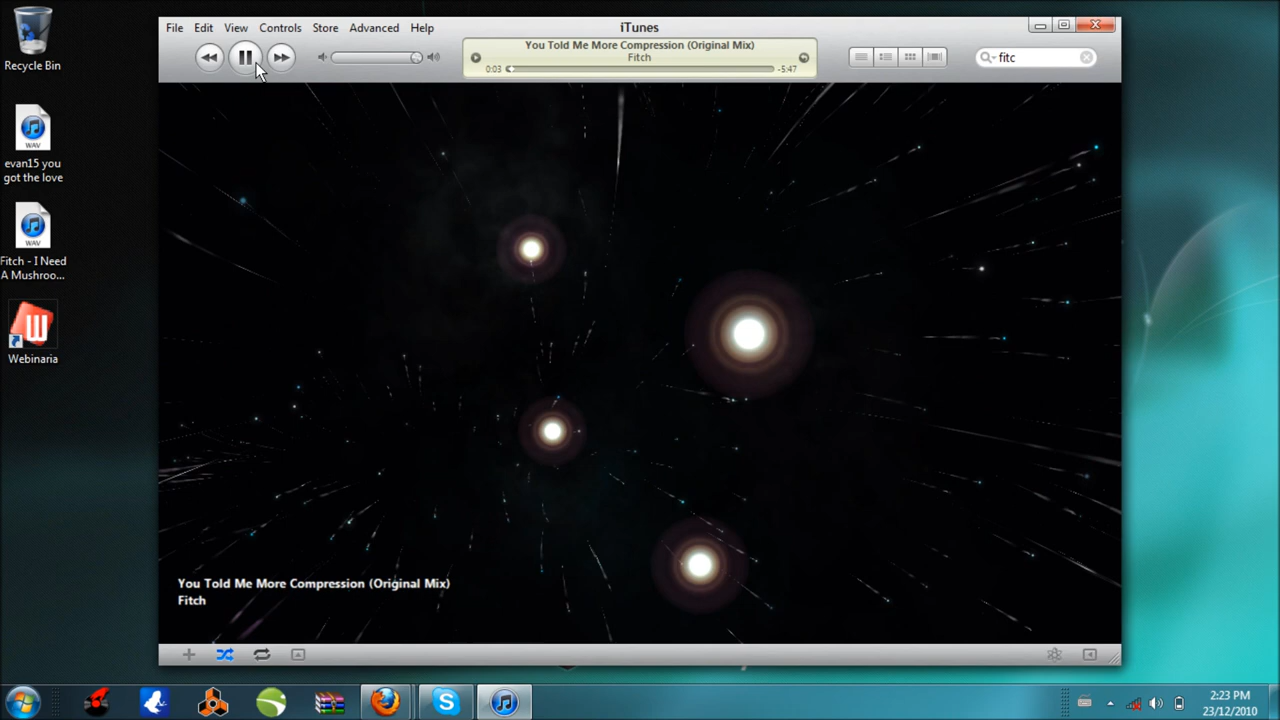 Recycle Bin
WAV
evan15 you
got the love
WAV
Fitch - I Need
A Mushroo...
W
Webinaria
File Edit View Controls Store Advanced Help
iTunes
You Told Me More Compression (Original Mix)
Fitch
0:03
-5:47
fitc
You Told Me More Compression (Original Mix)
Fitch
2:23 PM
23/12/2010